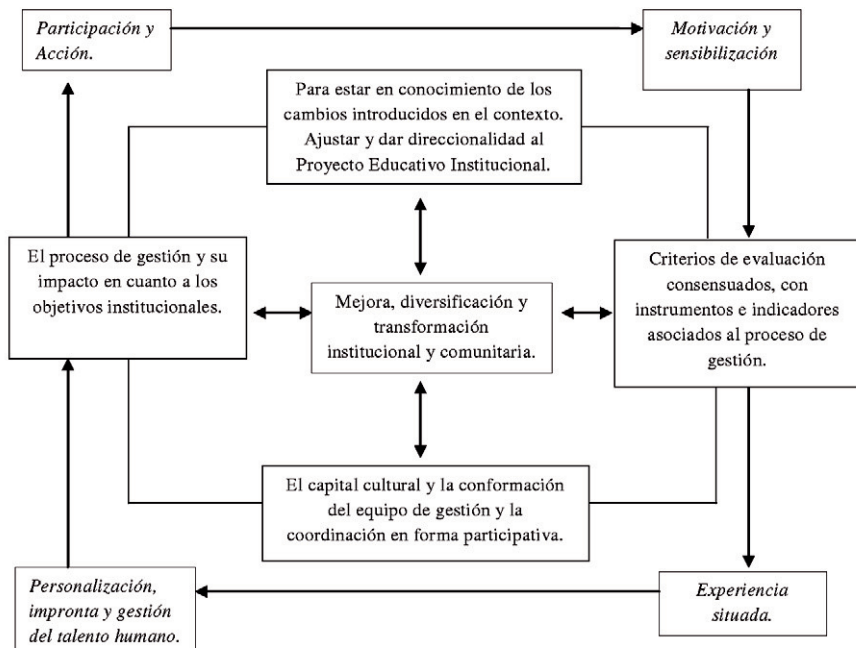 Participación y
Acción.
Motivación y
sensibilización
Para estar en conocimiento de los
cambios introducidos en el contexto.
Ajustar y dar direccionalidad al
Proyecto Educativo Institucional.
El proceso de gestión y su
impacto en cuanto a los
objetivos institucionales.
Mejora, diversificación y
transformación
institucional y comunitaria.
Criterios de evaluación
consensuados, con
instrumentos e indicadores
asociados al proceso de
gestión.
El capital cultural y la conformación
del equipo de gestión y la
coordinación en forma participativa.
Personalización,
impronta y gestión
del talento humano.
Experiencia
situada.